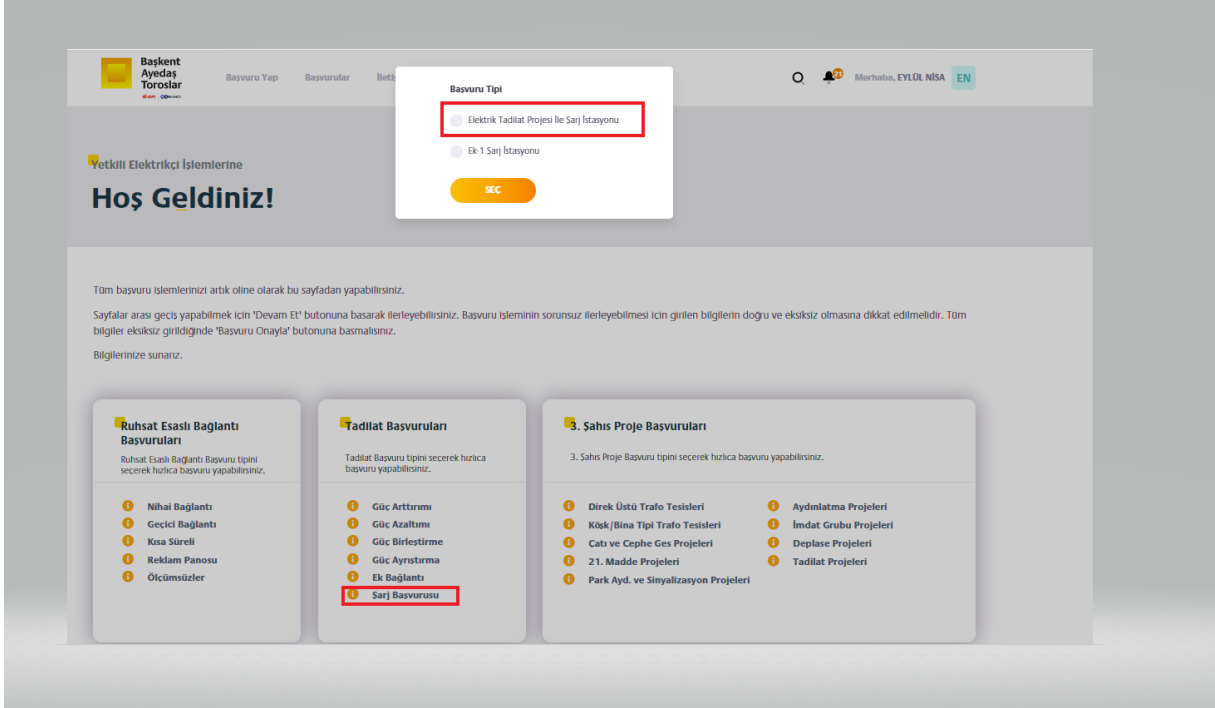 Başkent
Ayedaş
Toroslar
Başvuru Yap
Başvurular
Merhaba, EYLÜL NİSA
EN
21
Başvuru Tipi
Elektrik Tadilat Projesi İle Şarj İstasyonu
Ek-1 Şarj İstasyonu
SEÇ
Yetkili Elektrikçi İşlemlerine
Hoş Geldiniz!
Tüm başvuru işlemlerinizi artık oline olarak bu sayfadan yapabilirsiniz.
Sayfalar arası geçiş yapabilmek için 'Devam Et' butonuna basarak ilerleyebilirsiniz. Başvuru işleminin sorunsuz ilerleyebilmesi için girilen bilgilerin doğru ve eksiksiz olmasına dikkat edilmelidir. Tüm
bilgiler eksiksiz girildiğinde 'Başvuru Onayla' butonuna basmalısınız.
Bilgilerinize sunarız.
Ruhsat Esaslı Bağlantı
Başvuruları
Ruhsat Esaslı Bağlantı Başvuru tipini
seçerek hızlıca başvuru yapabilirsiniz.
Nihai Bağlantı
Geçici Bağlantı
Kısa Süreli
Reklam Panosu
Ölçümsüzler
Tadilat Başvuruları
Tadilat Başvuru tipini seçerek hızlıca
başvuru yapabilirsiniz.
Güç Arttırımı
Güç Azaltımı
Güç Birleştirme
Güç Ayrıştırma
Ek Bağlantı
Şarj Başvurusu
3. Şahıs Proje Başvuruları
3. Şahıs Proje Başvuru tipini seçerek hızlıca başvuru yapabilirsiniz.
Direk Üstü Trafo Tesisleri
Köşk/Bina Tipi Trafo Tesisleri
Çatı ve Cephe Ges Projeleri
21. Madde Projeleri
Park Ayd. ve Sinyalizasyon Projeleri
Aydınlatma Projeleri
İmdat Grubu Projeleri
Deplase Projeleri
Tadilat Projeleri